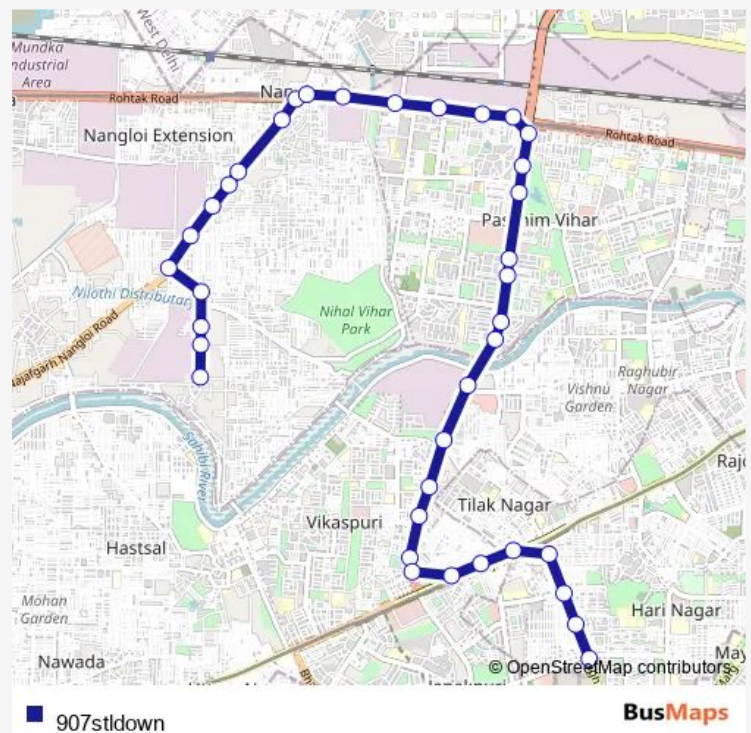 West Delhi
Mundka
Industrial
Area
Rohtak Road
Nangloi Extension
Rohtak Road
Paschim Vihar
Nilothi Distributary
Nihal Vihar
Park
Najafgarh Nangloi Road
Raghubir
Nagar
Vishnu
Garden
Sahibi River
Tilak Nagar
Vikaspuri
Hastsal
Mohan
Garden
Hari Nagar
Nawada
© OpenStreetMap contributors
907stldown
BusMaps